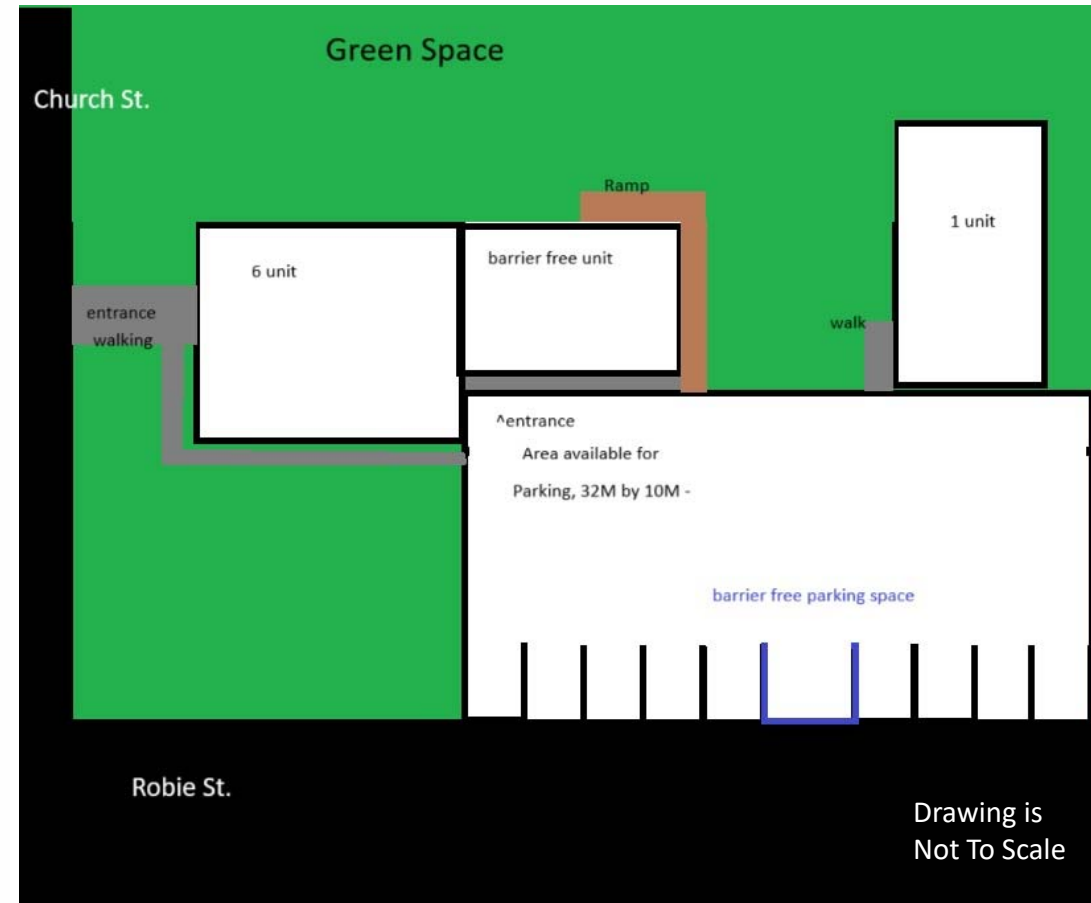 Green Space
Church St.
Ramp
1 unit
6 unit
barrier free unit
entrance
walking
walk
^entrance
Area available for
Parking, 32M by 10M -
barrier free parking space
Robie St.
Drawing is
Not To Scale